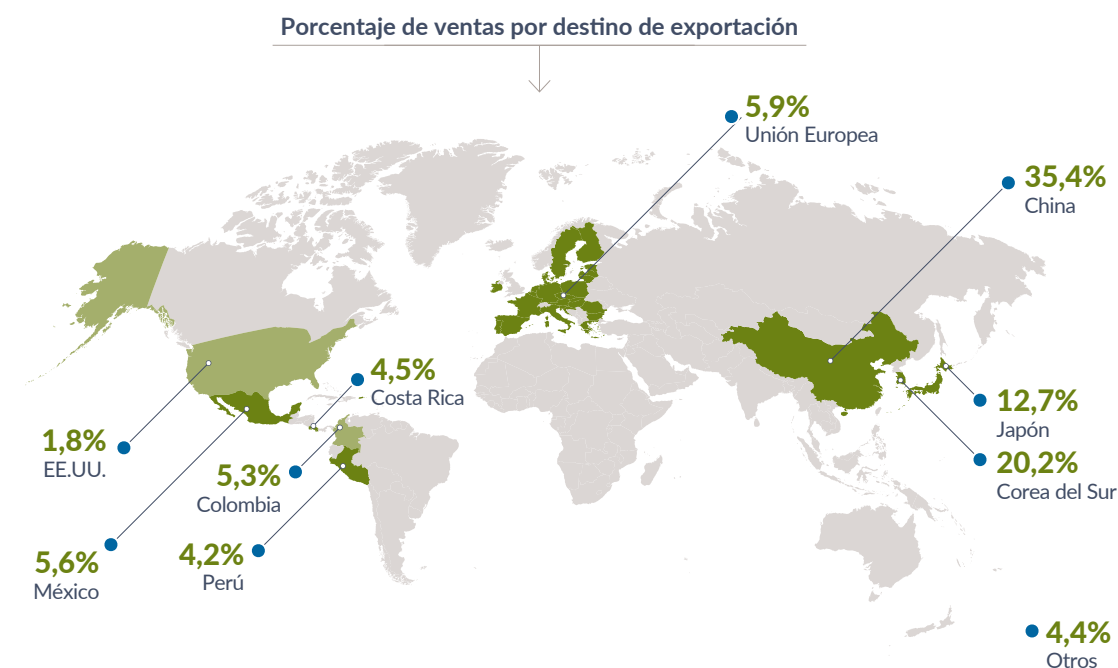 Porcentaje de ventas por destino de exportación
5,9%
Unión Europea
35,4%
China
4,5%
Costa Rica
12,7%
Japón
1,8%
EE.UU.
20,2%
Corea del Sur
5,3%
Colombia
4,2%
Perú
5,6%
México
4,4%
Otros